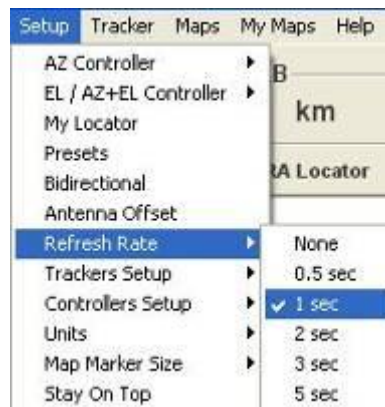 Setup Tracker Maps My Maps Help
AZ Controller
EL / AZ+EL Controller
My Locator
Presets
Bidirectional
Antenna Offset
Refresh Rate
Trackers Setup
Controllers Setup
Units
Map Marker Size
Stay On Top
B
km
RA Locator
None
0.5 sec
1 sec
2 sec
3 sec
5 sec